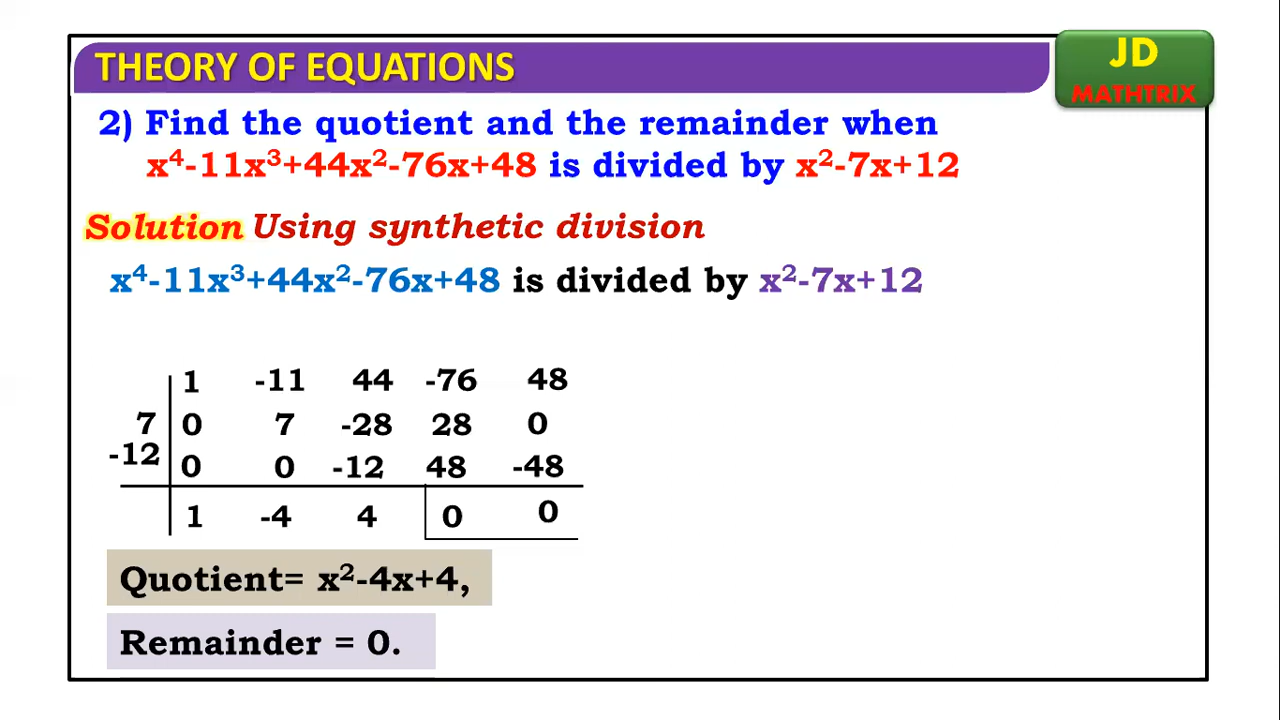 THEORY OF EQUATIONS
JD
MATHTRIX
2) Find the quotient and the remainder when
x⁴-11x³+44x²-76x+48 is divided by x²-7x+12
Solution Using synthetic division
x⁴-11x³+44x²-76x+48 is divided by x²-7x+12
1 -11 44 -76 48
7 0 7 -28 28 0
-12 0 0 -12 48 -48
1 -4 4 0 0
Quotient= x²-4x+4,
Remainder = 0.